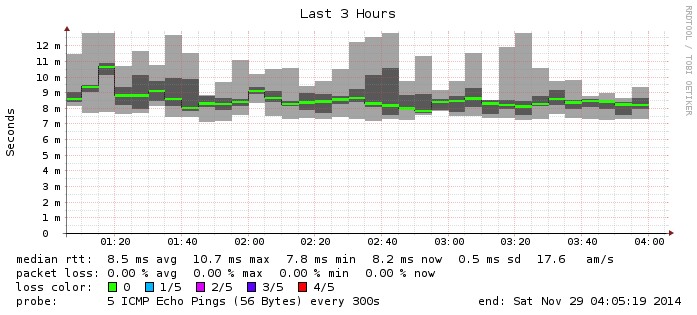 Last 3 Hours
RRDTOOL / TOBI OETIKER
Seconds
12 m
11 m
10 m
9 m
8 m
7 m
6 m
5 m
4 m
3 m
2 m
1 m
0
01:20 01:40 02:00 02:20 02:40 03:00 03:20 03:40 04:00
median rtt: 8.5 ms avg 10.7 ms max 7.8 ms min 8.2 ms now 0.5 ms sd 17.6 am/s
packet loss: 0.00 % avg 0.00 % max 0.00 % min 0.00 % now
loss color: 0 1/5 2/5 3/5 4/5
probe: 5 ICMP Echo Pings (56 Bytes) every 300s end: Sat Nov 29 04:05:19 2014